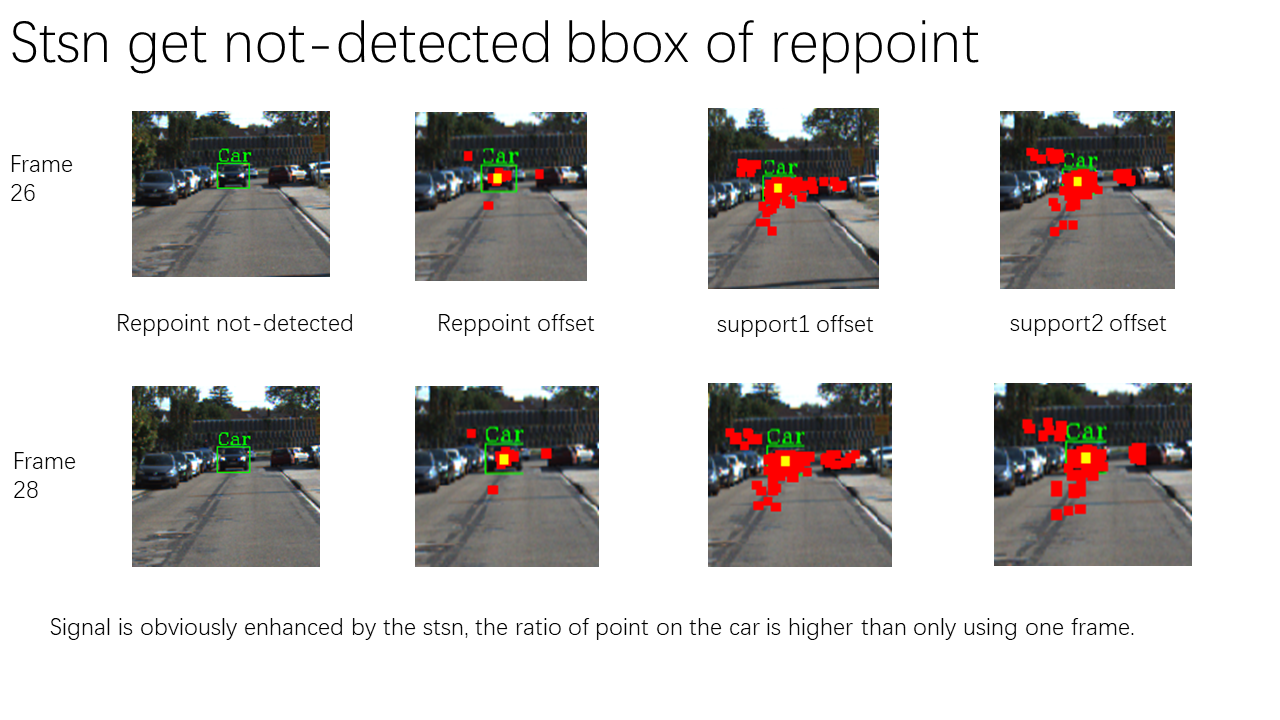 Stsn get not-detected bbox of reppoint
Frame
26
Car
Car
Car
Car
Reppoint not-detected
Reppoint offset
support1 offset
support2 offset
Frame
28
Car
Car
Car
Car
Signal is obviously enhanced by the stsn, the ratio of point on the car is higher than only using one frame.